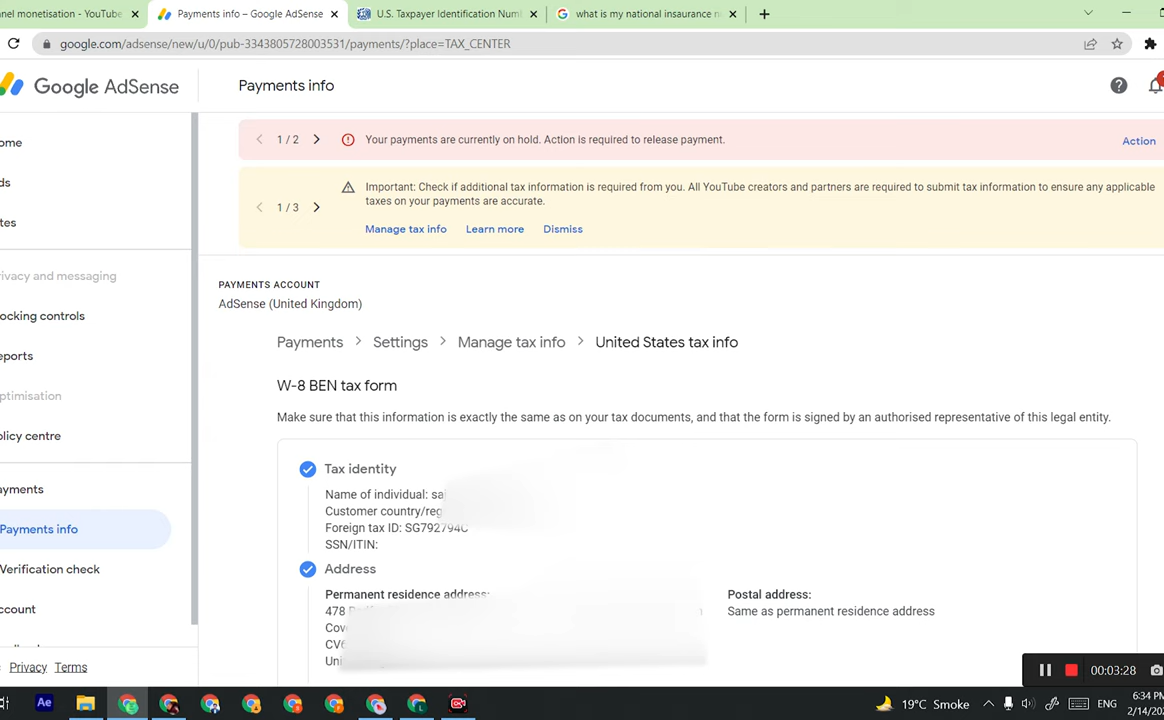 nel monetisation - YouTube
Payments info – Google AdSense
U.S. Taxpayer Identification Num
what is my national insaurance n
google.com/adsense/new/u/0/pub-3343805728003531/payments/?place=TAX_CENTER
Google AdSense
Payments info
1 / 2
Your payments are currently on hold. Action is required to release payment.
Action
1 / 3
Important: Check if additional tax information is required from you. All YouTube creators and partners are required to submit tax information to ensure any applicable
taxes on your payments are accurate.
Manage tax info Learn more Dismiss
ome
ds
tes
rivacy and messaging
ocking controls
eports
ptimisation
olicy centre
ayments
Payments info
Verification check
ccount
Privacy Terms
PAYMENTS ACCOUNT
AdSense (United Kingdom)
Payments > Settings > Manage tax info > United States tax info
W-8 BEN tax form
Make sure that this information is exactly the same as on your tax documents, and that the form is signed by an authorised representative of this legal entity.
Tax identity
Name of individual: sa
Customer country/reg
Foreign tax ID: SG792794C
SSN/ITIN:
Address
Permanent residence address:
478
Cove
CV6
Uni
Postal address:
Same as permanent residence address
00:03:28
Ae
19°C Smoke
ENG
6:34 PM
2/14/20